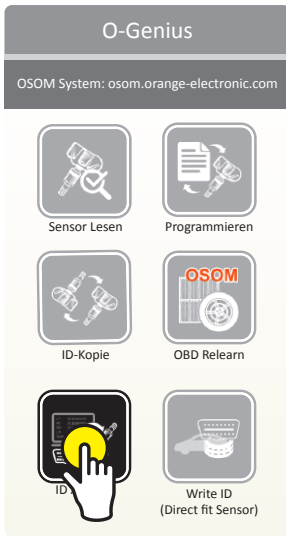 O-Genius
OSOM System: osom.orange-electronic.com
Sensor Lesen
Programmieren
OSOM
ID-Kopie
OBD Relearn
ID
Write ID
(Direct fit Sensor)